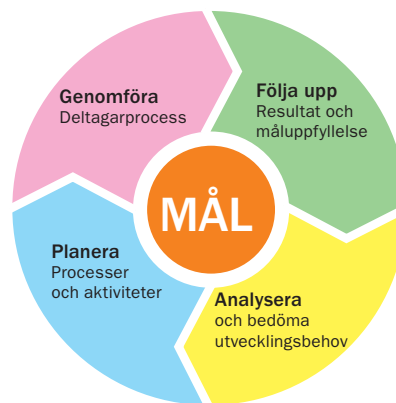 Genomföra
Deltagarprocess
Följa upp
Resultat och
måluppfyllelse
MÅL
Planera
Processer
och aktiviteter
Analysera
och bedöma
utvecklingsbehov